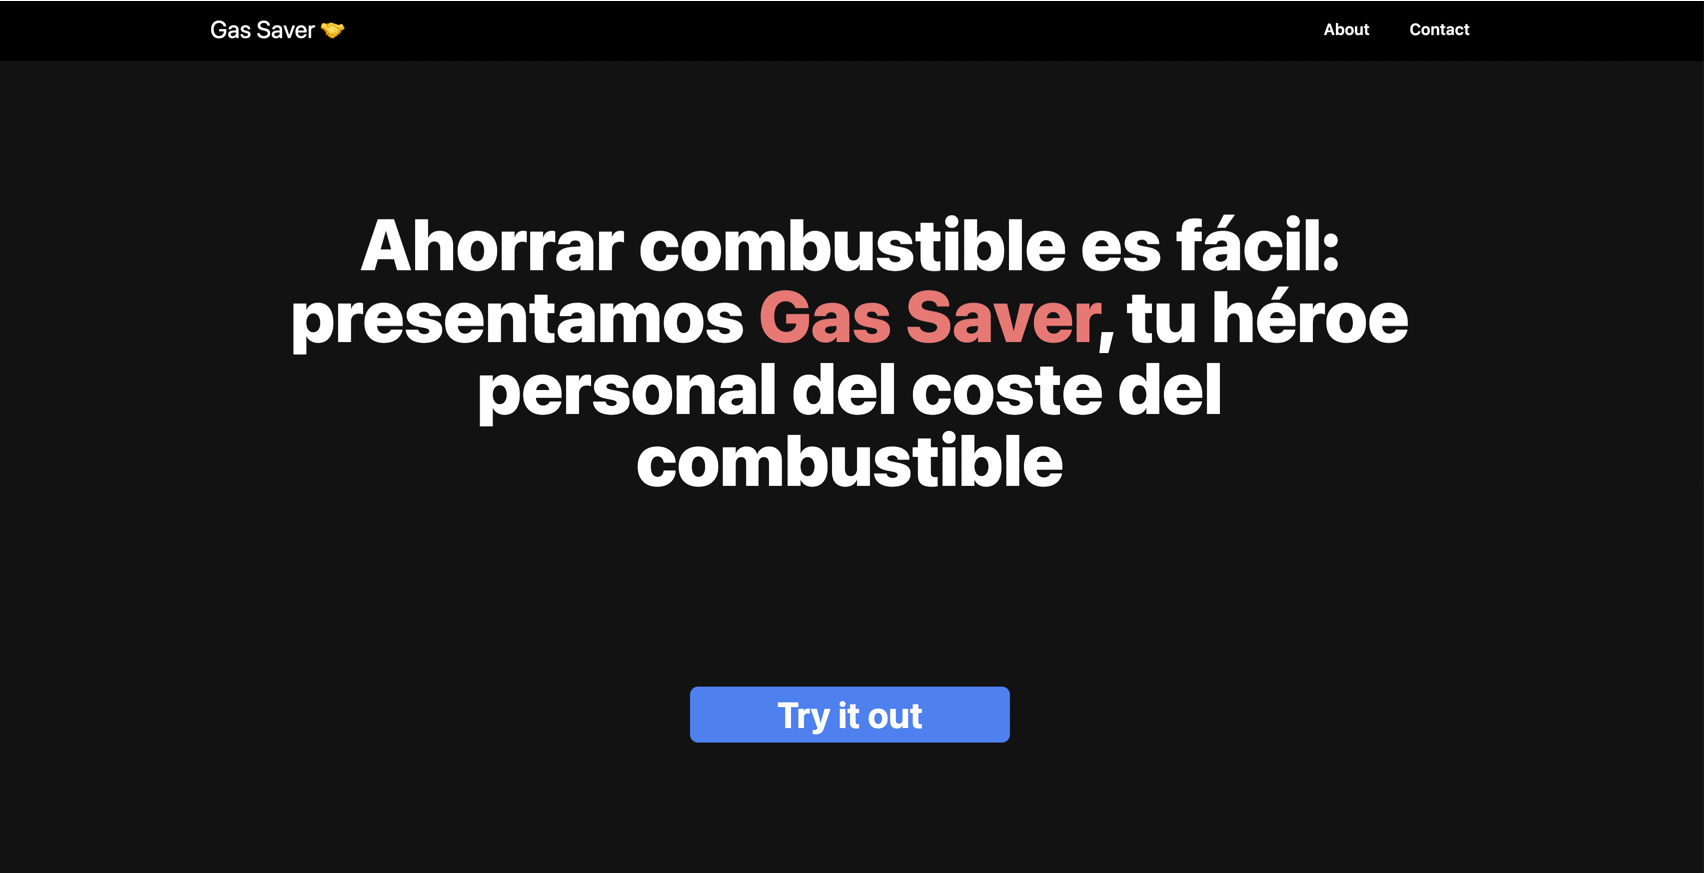 Gas Saver 🤝
About
Contact
Ahorrar combustible es fácil:
presentamos Gas Saver, tu héroe
personal del coste del
combustible
Try it out